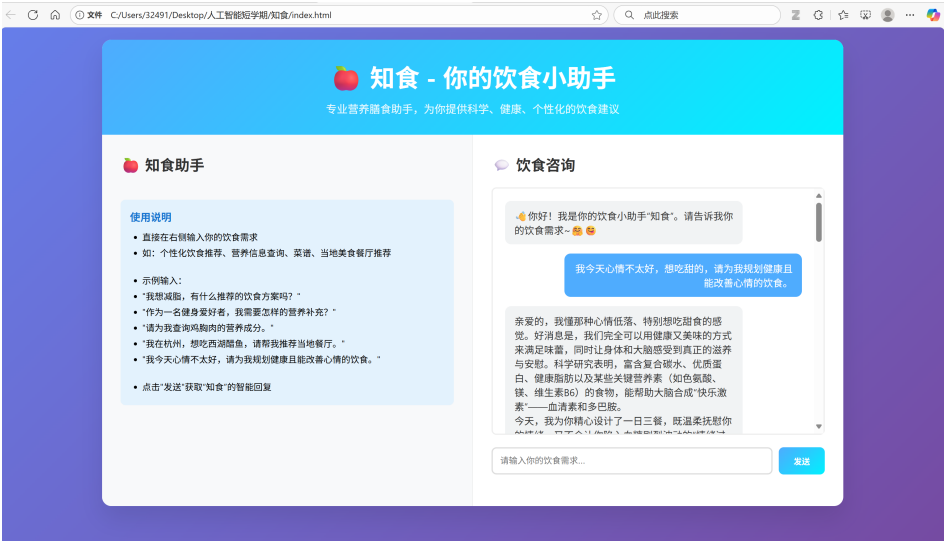 文件 C:/Users/32491/Desktop/人工智能短学期/知食/index.html
点此搜索
知食 - 你的饮食小助手
专业营养膳食助手，为你提供科学、健康、个性化的饮食建议
知食助手
使用说明
直接在右侧输入你的饮食需求
如：个性化饮食推荐、营养信息查询、菜谱、当地美食餐厅推荐
示例输入：
"我想减脂，有什么推荐的饮食方案吗？"
"作为一名健身爱好者，我需要怎样的营养补充？"
"请为我查询鸡胸肉的营养成分。"
"我在杭州，想吃西湖醋鱼，请帮我推荐当地餐厅。"
"我今天心情不太好，请为我规划健康且能改善心情的饮食。"
点击"发送"获取"知食"的智能回复
饮食咨询
你好！我是你的饮食小助手"知食"。请告诉我你
的饮食需求~
我今天心情不太好，想吃甜的，请为我规划健康且
能改善心情的饮食。
亲爱的，我懂那种心情低落、特别想吃甜食的感
觉。好消息是，我们完全可以用健康又美味的方式
来满足味蕾，同时让身体和大脑感受到真正的滋养
与安慰。科学研究表明，富含复合碳水、优质蛋
白、健康脂肪以及某些关键营养素（如色氨酸、
镁、维生素B6）的食物，能帮助大脑合成"快乐激
素"——血清素和多巴胺。
今天，我为你精心设计了一日三餐，既温柔抚慰你
请输入你的饮食需求...
发送